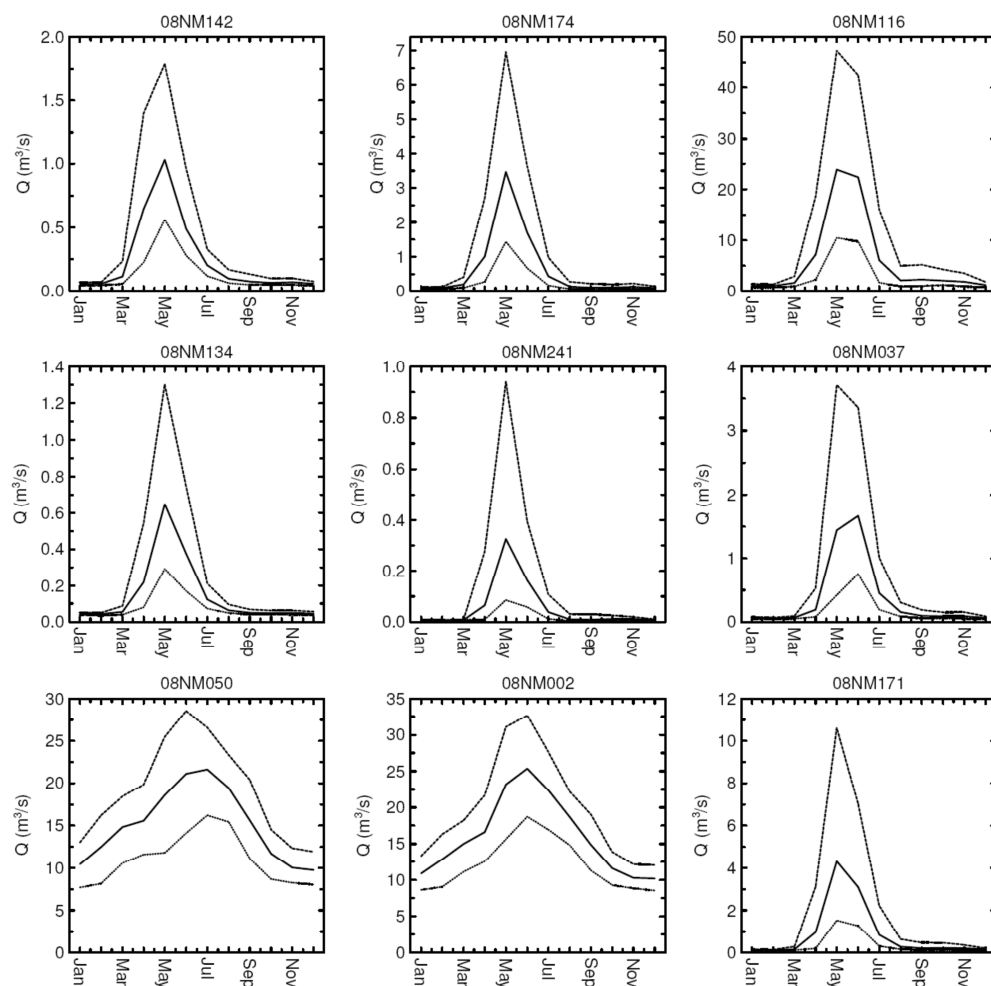 08NM142 08NM174 08NM116
2.0 1.5 1.0 0.5 0.0 Q (m³/s) Jan Mar May Jul Sep Nov
7 6 5 4 3 2 1 0 Q (m³/s) Jan Mar May Jul Sep Nov
50 40 30 20 10 0 Q (m³/s) Jan Mar May Jul Sep Nov
08NM134 08NM241 08NM037
1.4 1.2 1.0 0.8 0.6 0.4 0.2 0.0 Q (m³/s) Jan Mar May Jul Sep Nov
1.0 0.8 0.6 0.4 0.2 0.0 Q (m³/s) Jan Mar May Jul Sep Nov
4 3 2 1 0 Q (m³/s) Jan Mar May Jul Sep Nov
08NM050 08NM002 08NM171
30 25 20 15 10 5 0 Q (m³/s) Jan Mar May Jul Sep Nov
35 30 25 20 15 10 5 0 Q (m³/s) Jan Mar May Jul Sep Nov
12 10 8 6 4 2 0 Q (m³/s) Jan Mar May Jul Sep Nov